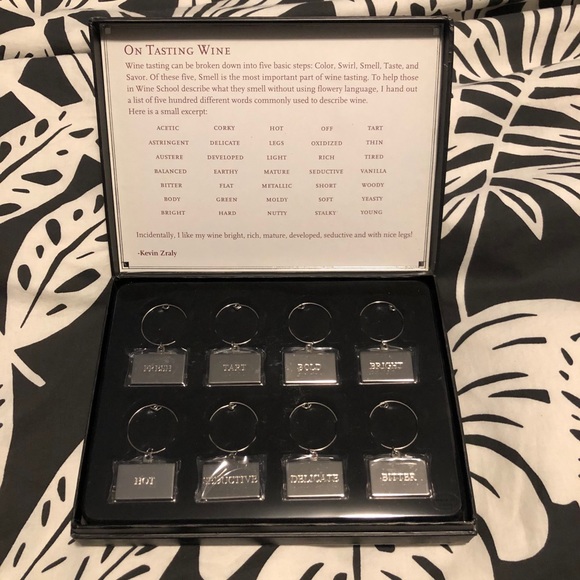 ON TASTING WINE
Wine tasting can be broken down into five basic steps: Color, Swirl, Smell, Taste, and
Savor. Of these five, Smell is the most important part of wine tasting. To help those
in Wine School describe what they smell without using flowery language, I hand out
a list of five hundred different words commonly used to describe wine.
Here is a small excerpt:
ACETIC CORKY HOT OFF TART
ASTRINGENT DELICATE LEGS OXIDIZED THIN
AUSTERE DEVELOPED LIGHT RICH TIRED
BALANCED EARTHY MATURE SEDUCTIVE VANILLA
BITTER FLAT METALLIC SHORT WOODY
BODY GREEN MOLDY SOFT YEASTY
BRIGHT HARD NUTTY STALKY YOUNG
Incidentally, I like my wine bright, rich, mature, developed, seductive and with nice legs!
-Kevin Zraly
FRESH TART BOLD BRIGHT
HOT SEDUCTIVE DELICATE BITTER